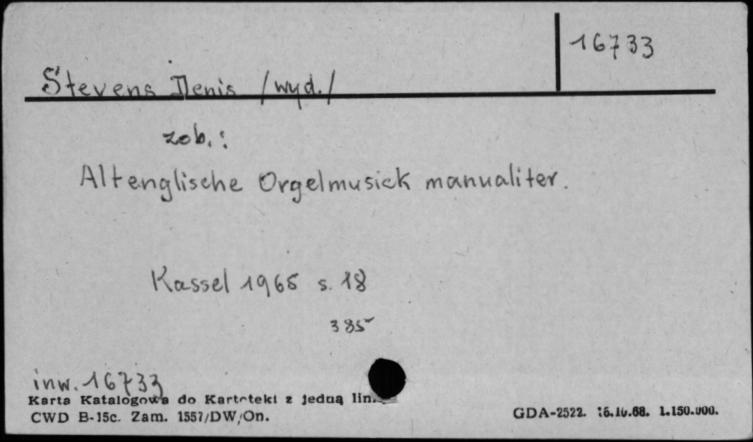 16733
Stevens Denis /wyd./
zob.:
Altenglische Orgelmusick manualiter.
Kassel 1965 s. 18
385
inw. 16733
Karta Katalogowa do Kartoteki z jedną lin.
CWD B-15c. Zam. 1557/DW/On.
GDA-2522. 16.10.68. 1.150.000.